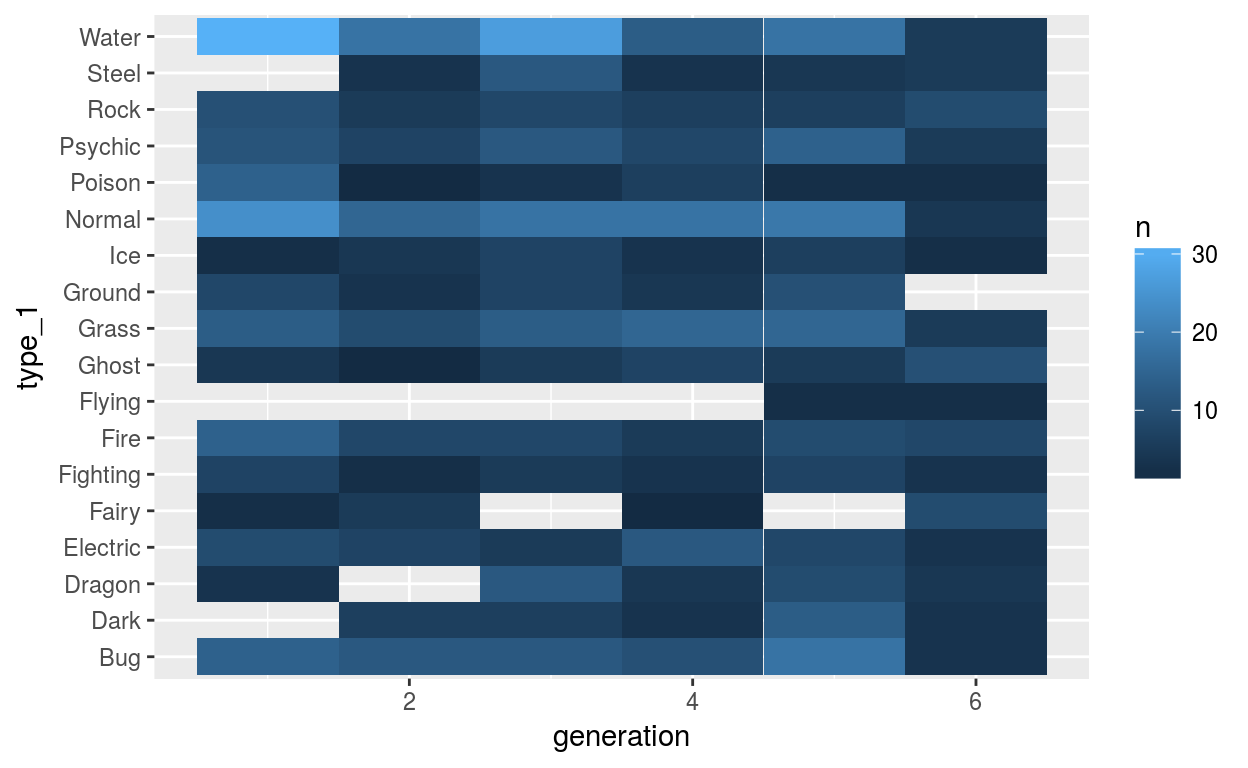 Water
Steel
Rock
Psychic
Poison
Normal
Ice
Ground
Grass
Ghost
Flying
Fire
Fighting
Fairy
Electric
Dragon
Dark
Bug
type_1
2 4 6
generation
n
30
20
10